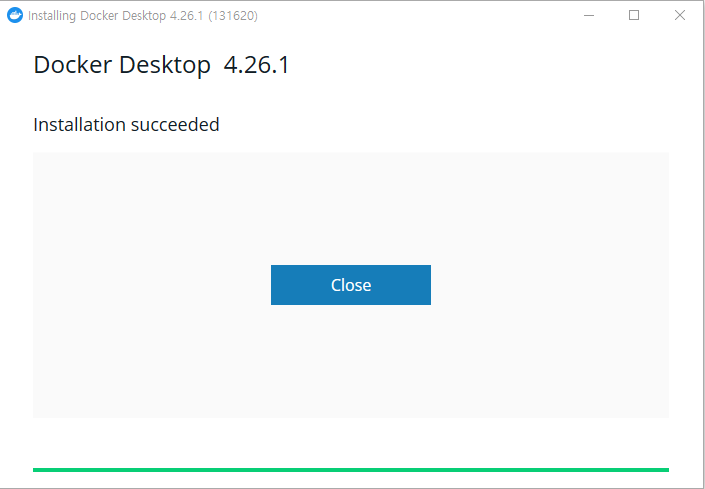 Installing Docker Desktop 4.26.1 (131620)
Docker Desktop 4.26.1
Installation succeeded
Close